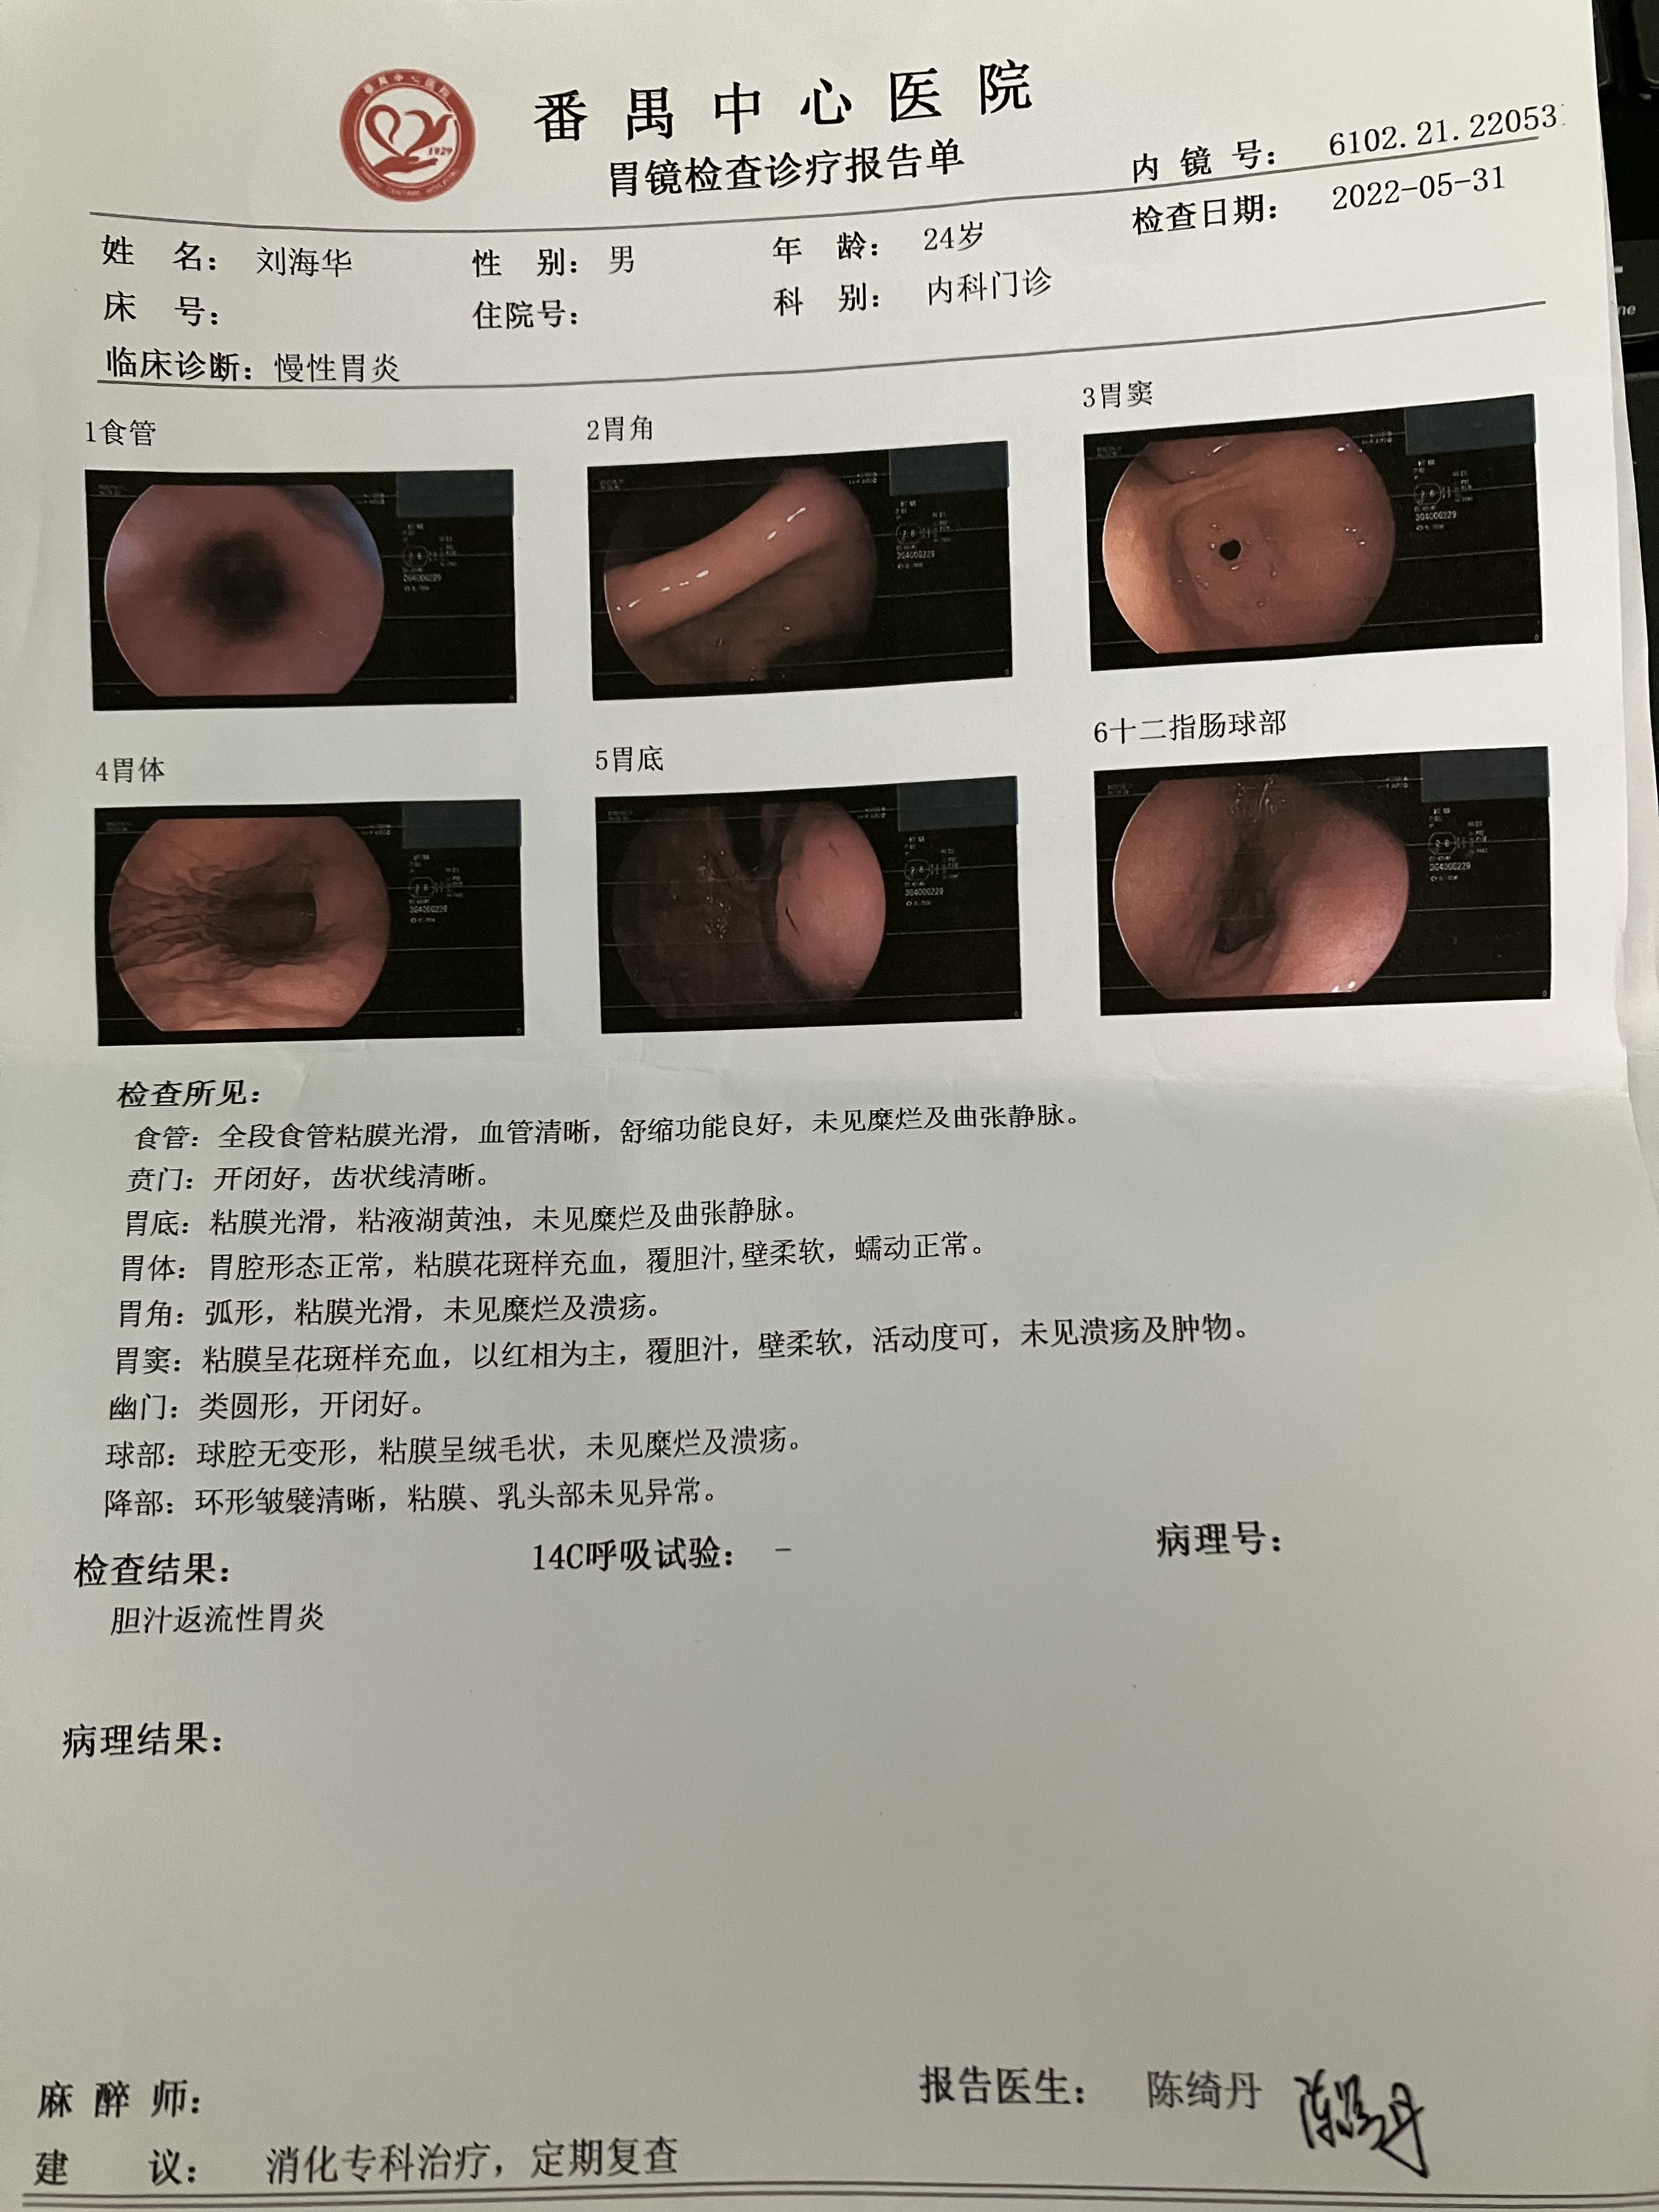 番禺中心医院
胃镜检查诊疗报告单
内镜号： 6102.21.22053
检查日期： 2022-05-31
姓 名： 刘海华 性 别： 男 年 龄： 24岁
床 号： 住院号： 科 别： 内科门诊
临床诊断：慢性胃炎
1食管 2胃角 3胃窦
4胃体 5胃底 6十二指肠球部
检查所见：
食管：全段食管粘膜光滑，血管清晰，舒缩功能良好，未见糜烂及曲张静脉。
贲门：开闭好，齿状线清晰。
胃底：粘膜光滑，粘液湖黄浊，未见糜烂及曲张静脉。
胃体：胃腔形态正常，粘膜花斑样充血，覆胆汁,壁柔软，蠕动正常。
胃角：弧形，粘膜光滑，未见糜烂及溃疡。
胃窦：粘膜呈花斑样充血，以红相为主，覆胆汁，壁柔软，活动度可，未见溃疡及肿物。
幽门：类圆形，开闭好。
球部：球腔无变形，粘膜呈绒毛状，未见糜烂及溃疡。
降部：环形皱襞清晰，粘膜、乳头部未见异常。
检查结果： 14C呼吸试验： - 病理号：
胆汁返流性胃炎
病理结果：
麻醉师： 报告医生： 陈绮丹 陈绮丹
建 议： 消化专科治疗，定期复查